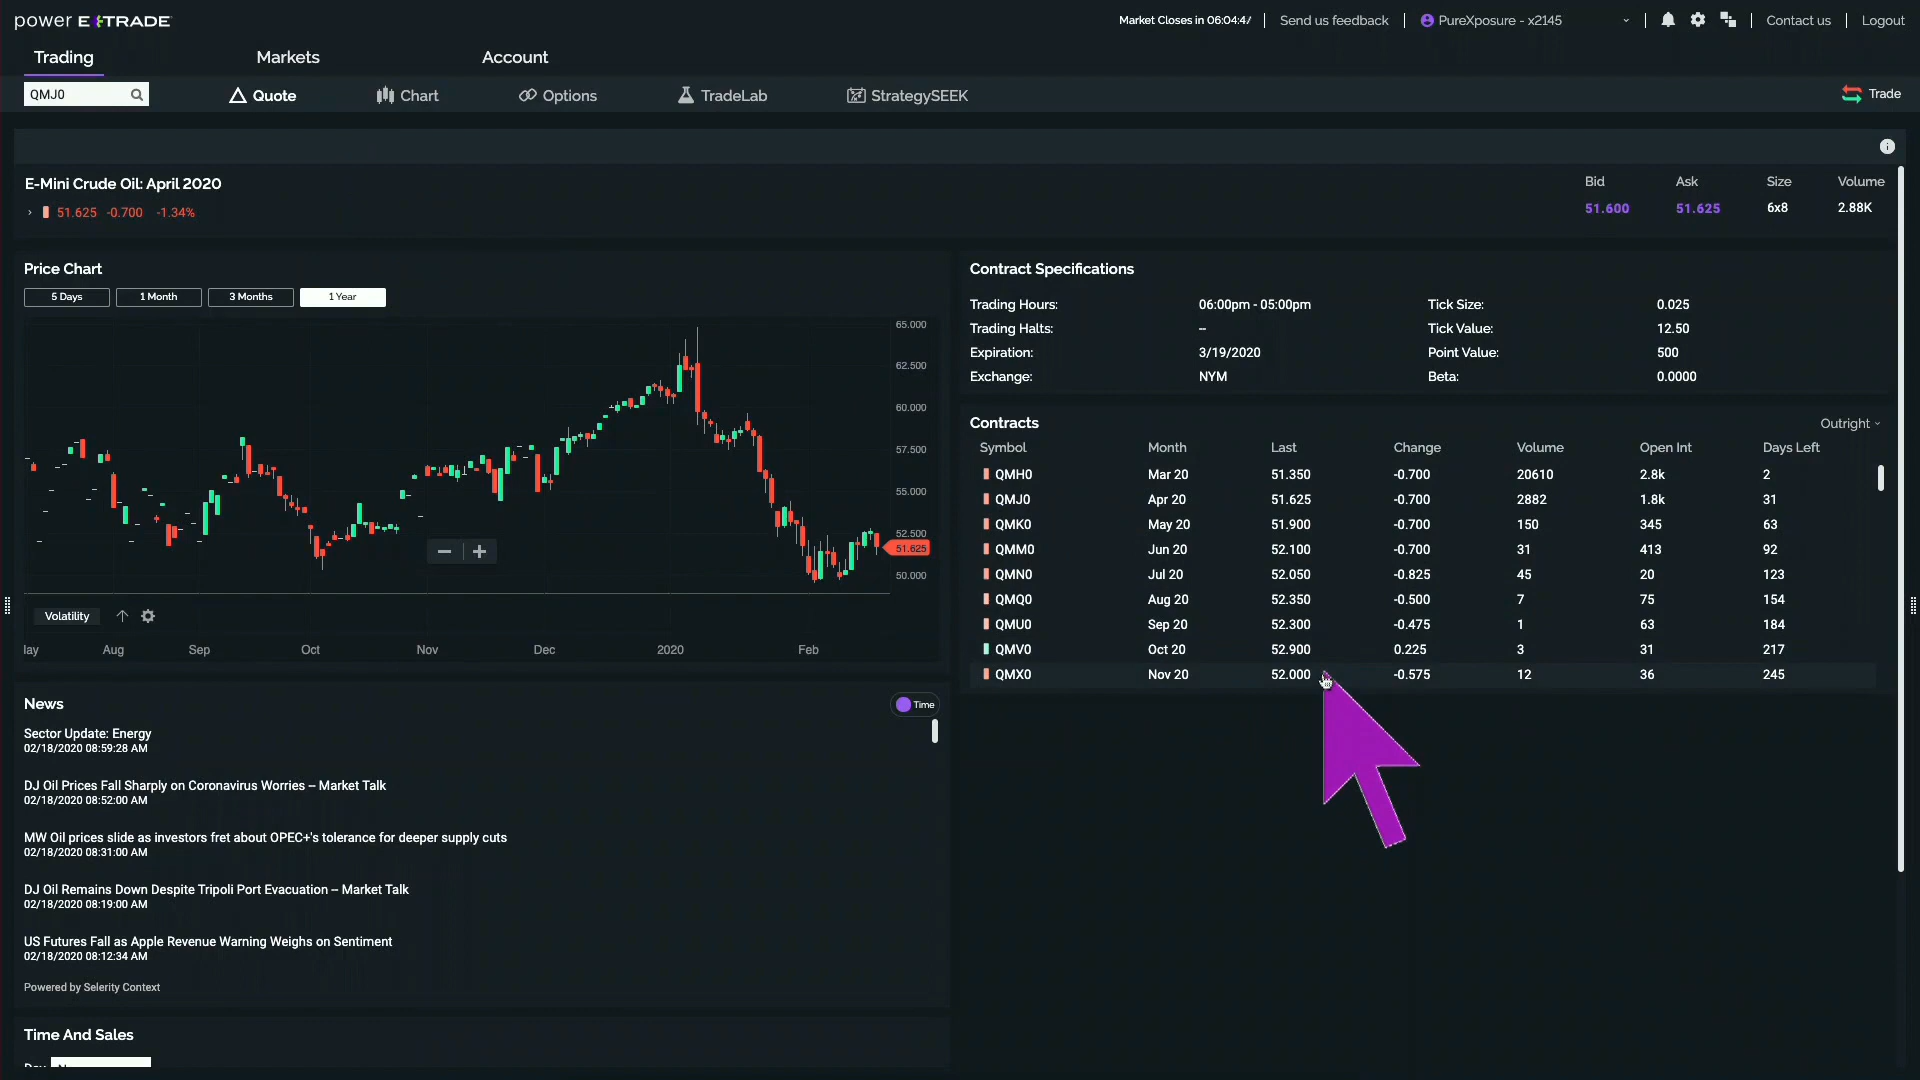 power E*TRADE
Market Closes in 06:04:4/
Send us feedback
PureXposure - x2145
Contact us
Logout
Trading
Markets
Account
QMJ0
Quote
Chart
Options
TradeLab
StrategySEEK
Trade
E-Mini Crude Oil: April 2020
51.625 -0.700 -1.34%
Bid Ask Size Volume
51.600 51.625 6x8 2.88K
Price Chart
5 Days 1 Month 3 Months 1 Year
65.000
62.500
60.000
57.500
55.000
52.500
51.625
50.000
Volatility
lay Aug Sep Oct Nov Dec 2020 Feb
Contract Specifications
Trading Hours: 06:00pm - 05:00pm Tick Size: 0.025
Trading Halts: -- Tick Value: 12.50
Expiration: 3/19/2020 Point Value: 500
Exchange: NYM Beta: 0.0000
Contracts
Outright
Symbol Month Last Change Volume Open Int Days Left
QMH0 Mar 20 51.350 -0.700 20610 2.8k 2
QMJ0 Apr 20 51.625 -0.700 2882 1.8k 31
QMK0 May 20 51.900 -0.700 150 345 63
QMM0 Jun 20 52.100 -0.700 31 413 92
QMN0 Jul 20 52.050 -0.825 45 20 123
QMQ0 Aug 20 52.350 -0.500 7 75 154
QMU0 Sep 20 52.300 -0.475 1 63 184
QMV0 Oct 20 52.900 0.225 3 31 217
QMX0 Nov 20 52.000 -0.575 12 36 245
News
Time
Sector Update: Energy
02/18/2020 08:59:28 AM
DJ Oil Prices Fall Sharply on Coronavirus Worries – Market Talk
02/18/2020 08:52:00 AM
MW Oil prices slide as investors fret about OPEC+'s tolerance for deeper supply cuts
02/18/2020 08:31:00 AM
DJ Oil Remains Down Despite Tripoli Port Evacuation – Market Talk
02/18/2020 08:19:00 AM
US Futures Fall as Apple Revenue Warning Weighs on Sentiment
02/18/2020 08:12:34 AM
Powered by Selerity Context
Time And Sales